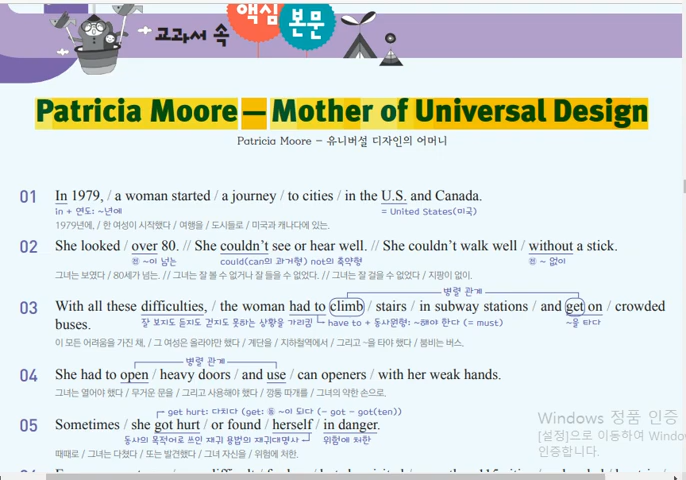 교과서 속 핵심 본문
Patricia Moore — Mother of Universal Design
Patricia Moore - 유니버설 디자인의 어머니
01 In 1979, / a woman started / a journey / to cities / in the U.S. and Canada.
in + 연도: ~년에 = United States(미국)
1979년에, / 한 여성이 시작했다 / 여행을 / 도시들로 / 미국과 캐나다에 있는.
02 She looked / over 80. // She couldn't see or hear well. // She couldn't walk well / without a stick.
전 ~이 넘는 could(can의 과거형) not의 축약형 전 ~ 없이
그녀는 보였다 / 80세가 넘는. // 그녀는 잘 볼 수 없거나 잘 들을 수 없었다. // 그녀는 잘 걸을 수 없었다 / 지팡이 없이.
병렬 관계
03 With all these difficulties, / the woman had to climb / stairs / in subway stations / and get on / crowded
buses.
잘 보지도 듣지도 걷지도 못하는 상황을 가리킴 have to + 동사원형: ~해야 한다 (= must) ~을 타다
이 모든 어려움을 가진 채, / 그 여성은 올라야만 했다 / 계단을 / 지하철역에서 / 그리고 ~을 타야 했다 / 붐비는 버스.
병렬 관계
04 She had to open / heavy doors / and use / can openers / with her weak hands.
그녀는 열어야 했다 / 무거운 문을 / 그리고 사용해야 했다 / 깡통 따개를 / 그녀의 약한 손으로.
get hurt: 다치다 (get: 동 ~이 되다 (- got - got(ten))
05 Sometimes / she got hurt / or found / herself / in danger.
동사의 목적어로 쓰인 재귀 용법의 재귀대명사 위험에 처한
때때로 / 그녀는 다쳤다 / 또는 발견했다 / 그녀 자신을 / 위험에 처한.
Windows 정품 인증
[설정]으로 이동하여 Windo
인증합니다.